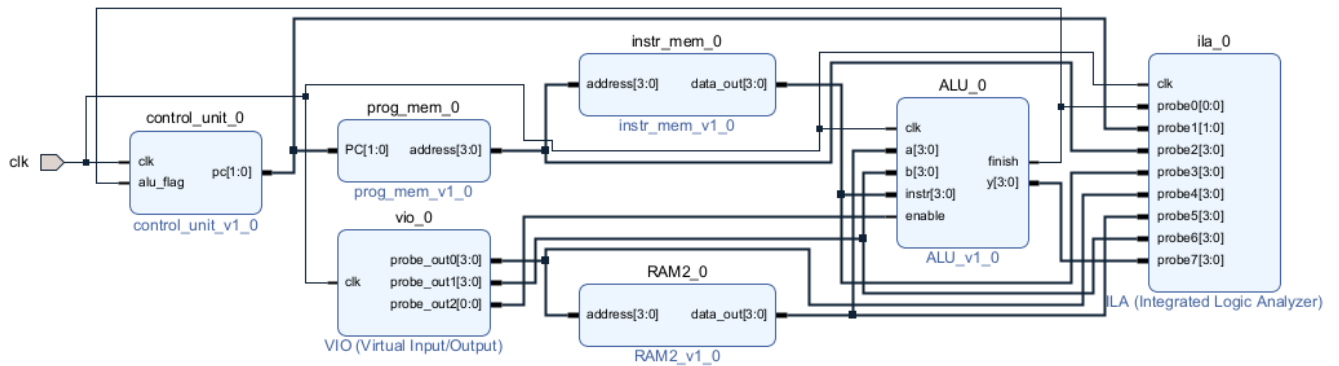 clk
control_unit_0
clk
alu_flag
pc[1:0]
control_unit_v1_0
prog_mem_0
PC[1:0]
address[3:0]
prog_mem_v1_0
vio_0
clk
probe_out0[3:0]
probe_out1[3:0]
probe_out2[0:0]
VIO (Virtual Input/Output)
instr_mem_0
address[3:0]
data_out[3:0]
instr_mem_v1_0
RAM2_0
address[3:0]
data_out[3:0]
RAM2_v1_0
ALU_0
clk
a[3:0]
b[3:0]
instr[3:0]
enable
finish
y[3:0]
ALU_v1_0
ila_0
clk
probe0[0:0]
probe1[1:0]
probe2[3:0]
probe3[3:0]
probe4[3:0]
probe5[3:0]
probe6[3:0]
probe7[3:0]
ILA (Integrated Logic Analyzer)